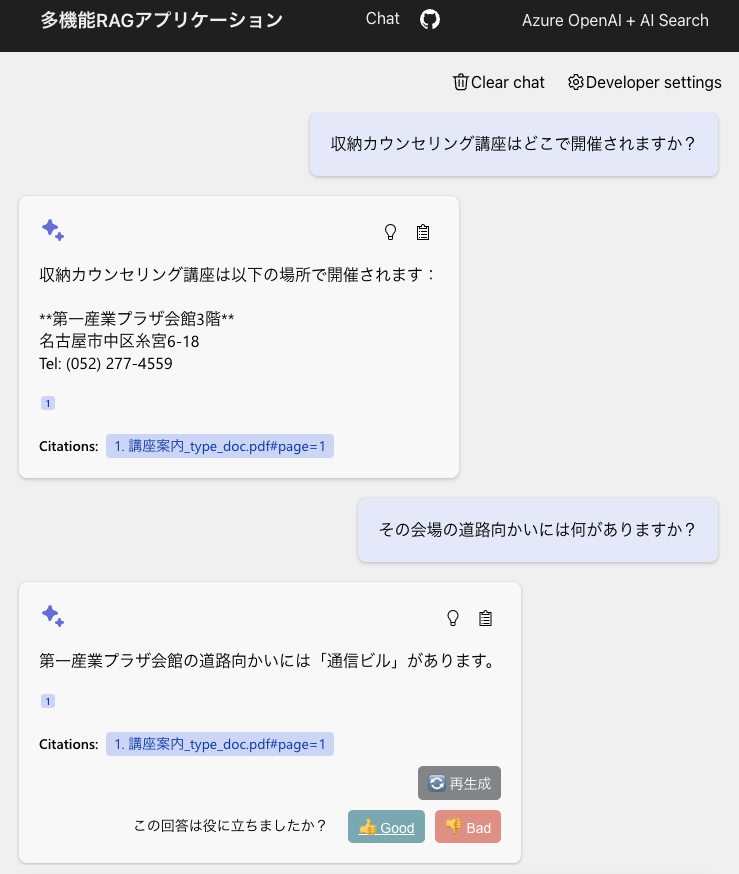 多機能RAGアプリケーション Chat Azure OpenAI + AI Search
Clear chat Developer settings
収納カウンセリング講座はどこで開催されますか？
収納カウンセリング講座は以下の場所で開催されます：
**第一産業プラザ会館3階**
名古屋市中区糸宮6-18
Tel: (052) 277-4559
1
Citations: 1. 講座案内_type_doc.pdf#page=1
その会場の道路向かいには何がありますか？
第一産業プラザ会館の道路向かいには「通信ビル」があります。
1
Citations: 1. 講座案内_type_doc.pdf#page=1
🔄 再生成
この回答は役に立ちましたか？ 👍 Good 👎 Bad